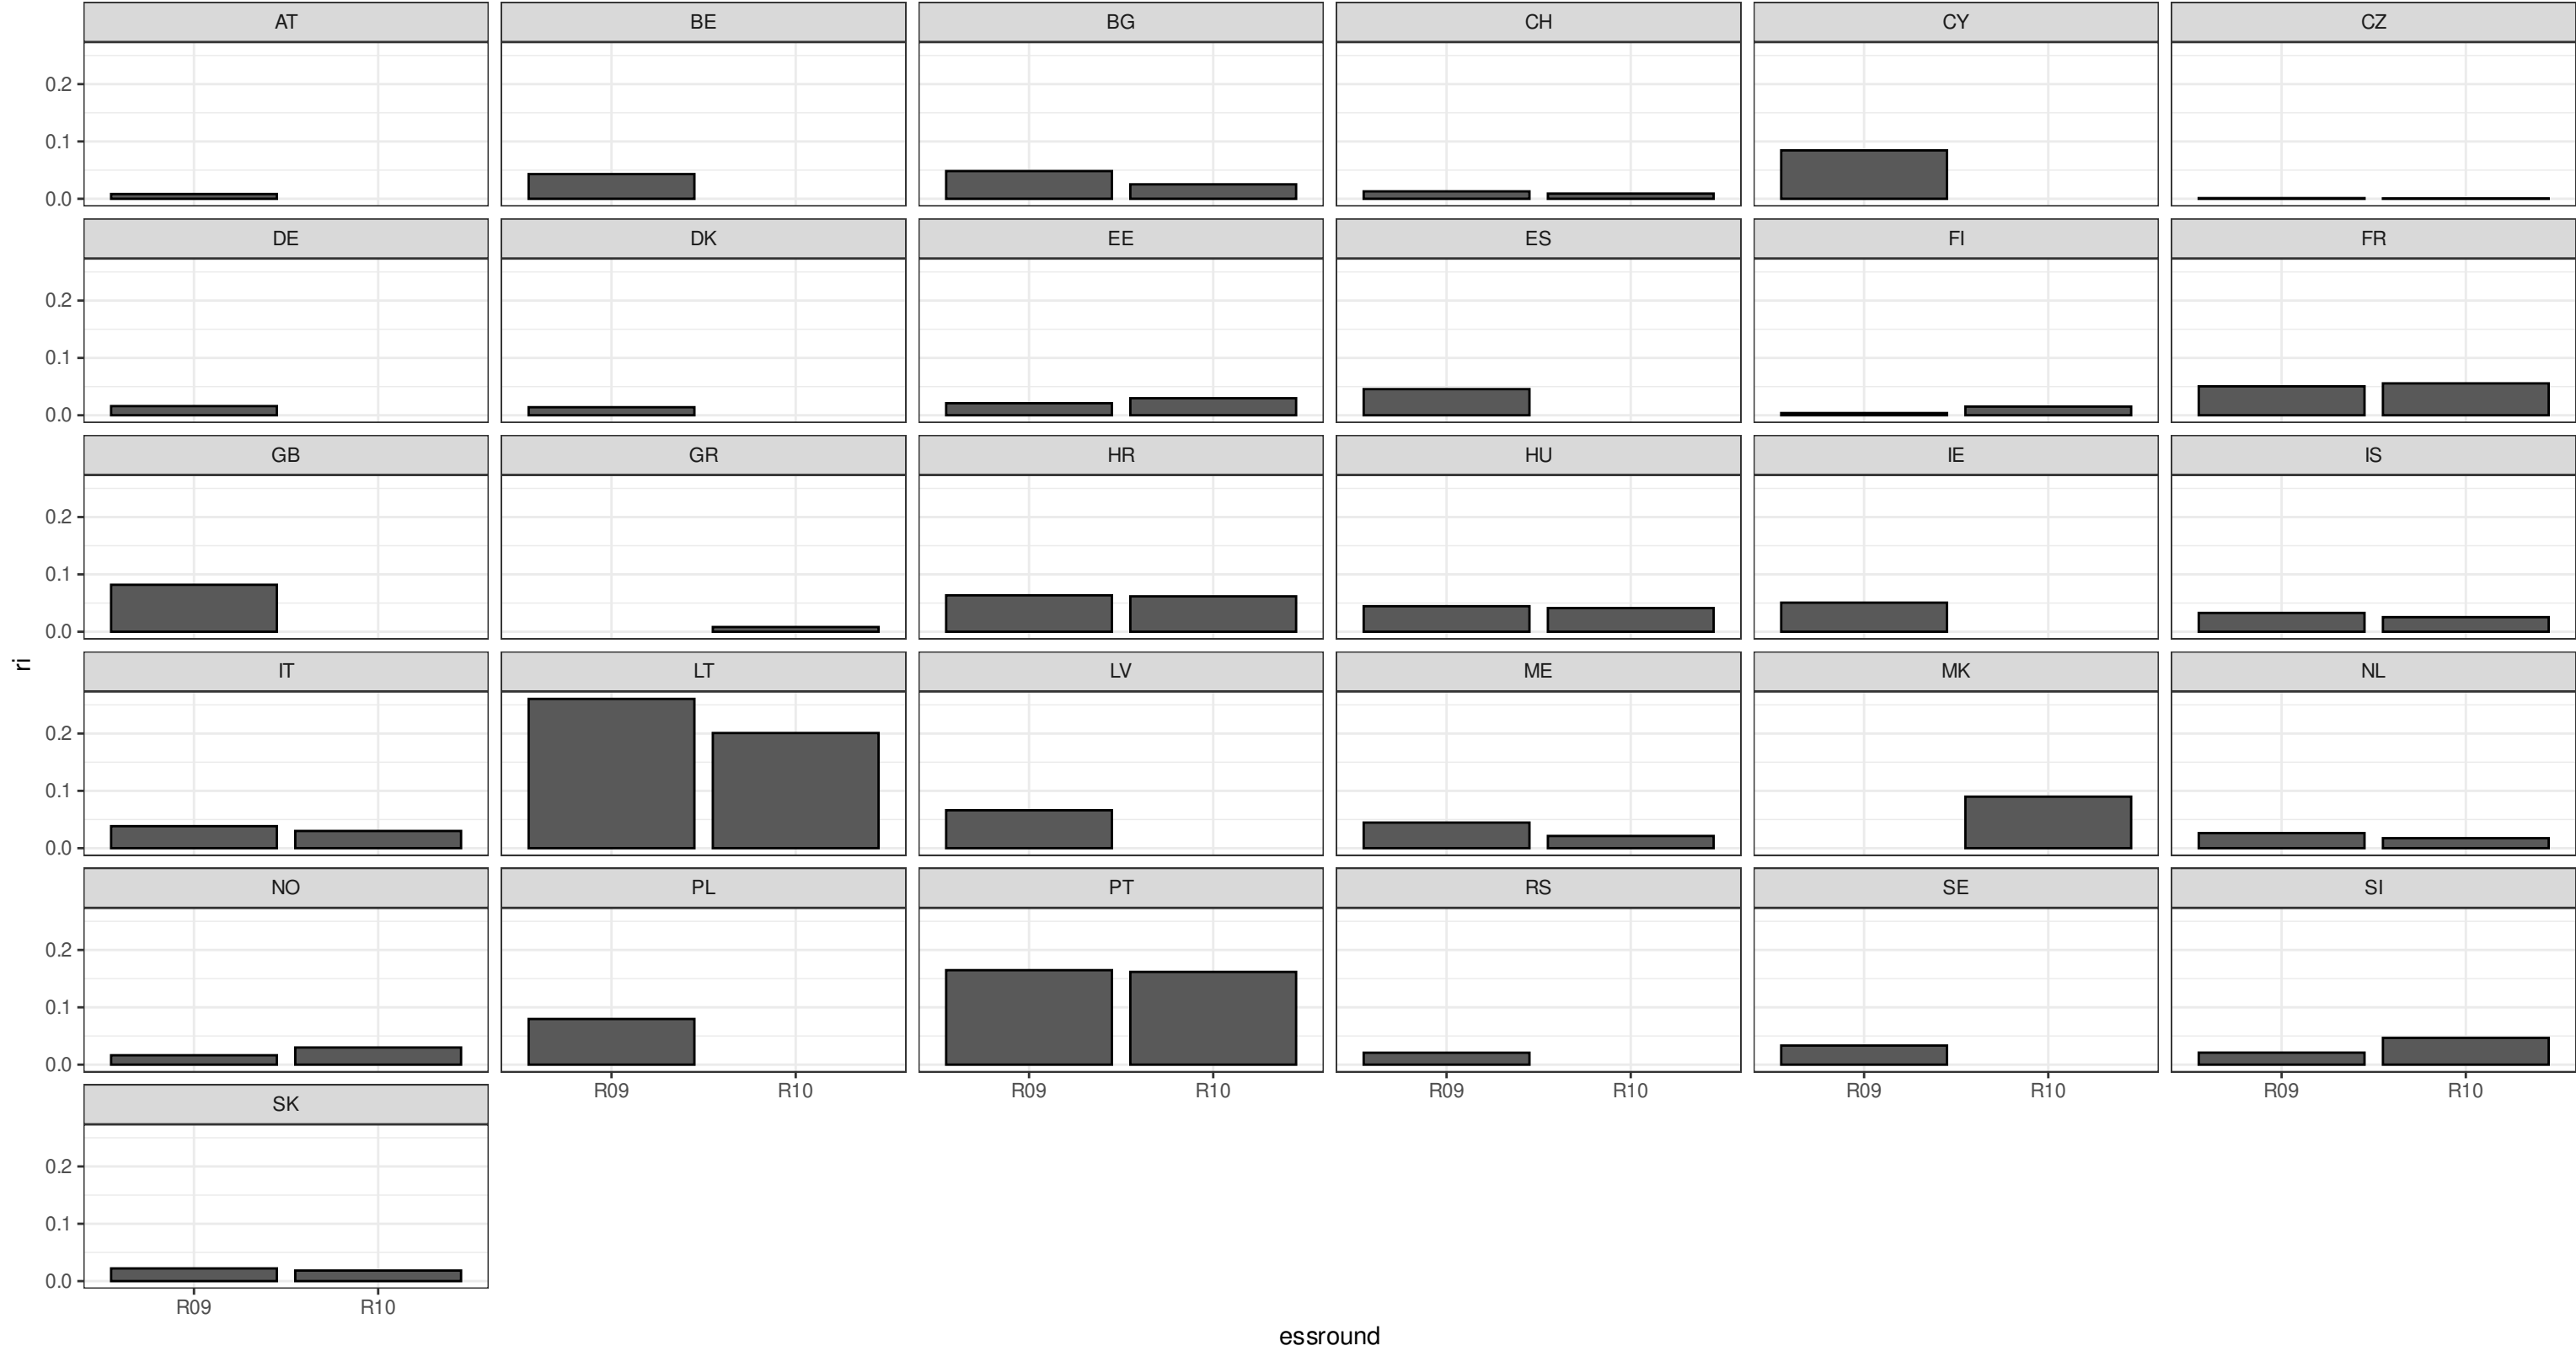 AT BE BG CH CY CZ
0.2
0.1
0.0
DE DK EE ES FI FR
0.2
0.1
0.0
GB GR HR HU IE IS
0.2
0.1
0.0
ri
IT LT LV ME MK NL
0.2
0.1
0.0
NO PL PT RS SE SI
0.2
0.1
0.0
R09 R10 R09 R10 R09 R10 R09 R10 R09 R10
SK
0.2
0.1
0.0
R09 R10
essround